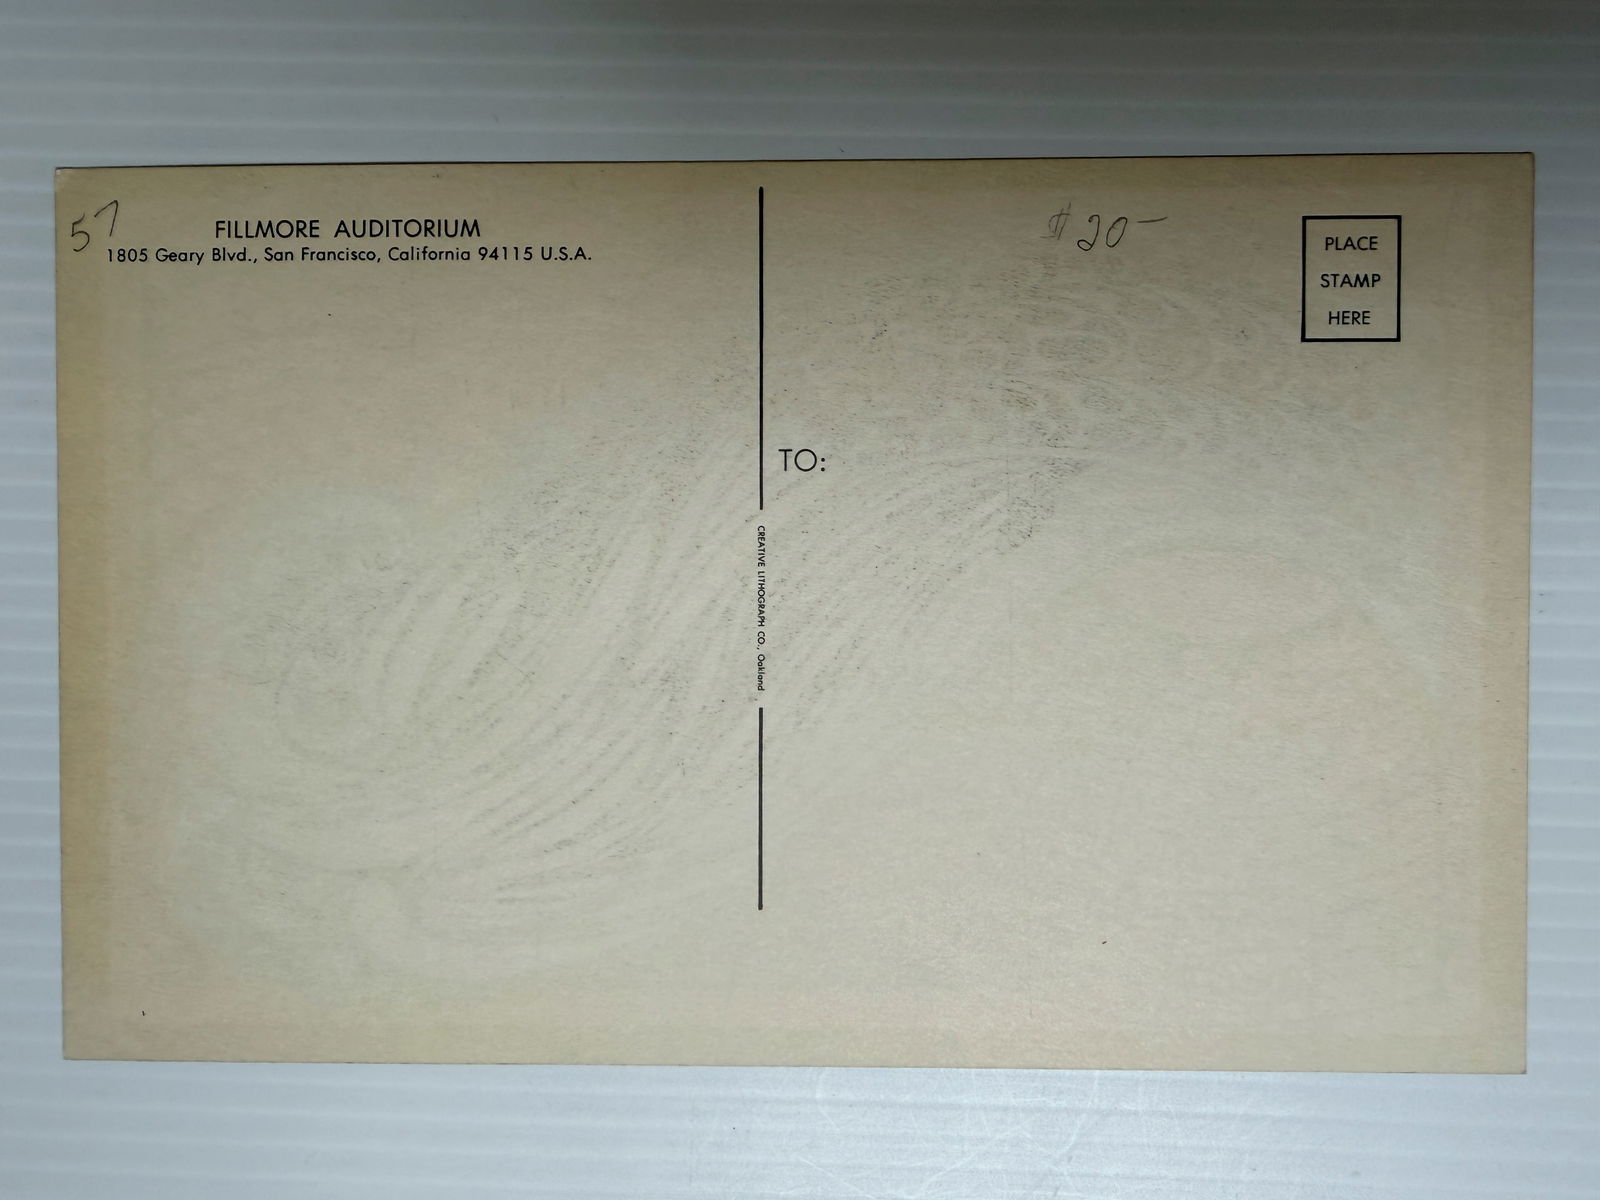 57
FILLMORE AUDITORIUM
1805 Geary Blvd., San Francisco, California 94115 U.S.A.
$20-
PLACE
STAMP
HERE
TO:
CREATIVE LITHOGRAPH CO., Oakland